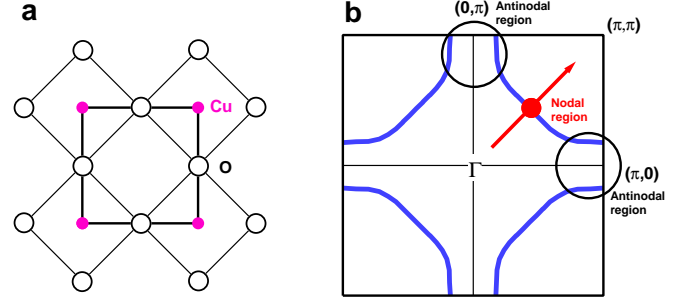 a
Cu
O
b
(0,π)
Antinodal
region
(π,π)
Nodal
region
Γ
(π,0)
Antinodal
region